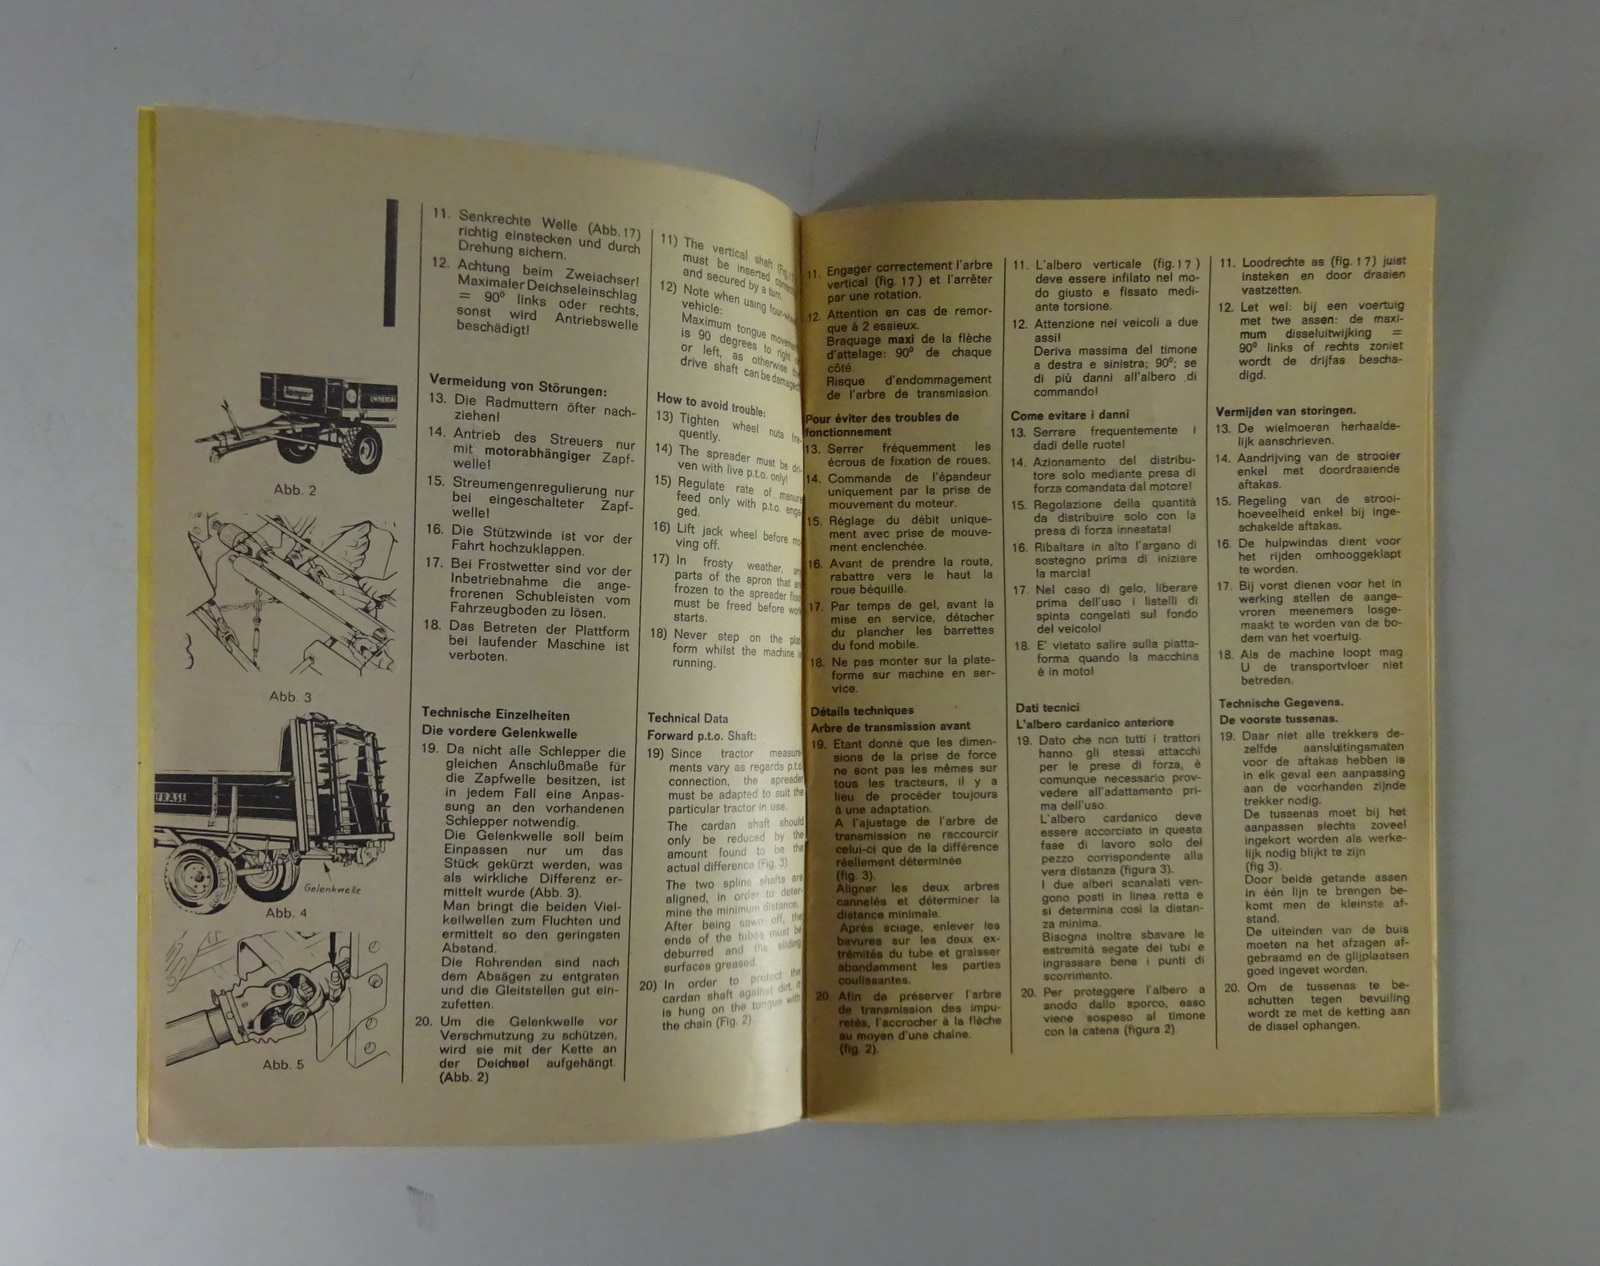 UNIVERSAL
Abb. 2
Abb. 3
FRÄSE
Gelenkwelle
Abb. 4
Abb. 5
11. Senkrechte Welle (Abb. 17)
richtig einstecken und durch
Drehung sichern.
12. Achtung beim Zweiachser!
Maximaler Deichseleinschlag
= 90° links oder rechts,
sonst wird Antriebswelle
beschädigt!
Vermeidung von Störungen:
13. Die Radmuttern öfter nach-
ziehen!
14. Antrieb des Streuers nur
mit motorabhängiger Zapf-
welle!
15. Streumengenregulierung nur
bei eingeschalteter Zapf-
welle!
16. Die Stützwinde ist vor der
Fahrt hochzuklappen.
17. Bei Frostwetter sind vor der
Inbetriebnahme die ange-
frorenen Schubleisten vom
Fahrzeugboden zu lösen.
18. Das Betreten der Plattform
bei laufender Maschine ist
verboten.
Technische Einzelheiten
Die vordere Gelenkwelle
19. Da nicht alle Schlepper die
gleichen Anschlußmaße für
die Zapfwelle besitzen, ist
in jedem Fall eine Anpas-
sung an den vorhandenen
Schlepper notwendig.
Die Gelenkwelle soll beim
Einpassen nur um das
Stück gekürzt werden, was
als wirkliche Differenz er-
mittelt wurde (Abb. 3).
Man bringt die beiden Viel-
keilwellen zum Fluchten und
ermittelt so den geringsten
Abstand.
Die Rohrenden sind nach
dem Absägen zu entgraten
und die Gleitstellen gut ein-
zufetten.
20. Um die Gelenkwelle vor
Verschmutzung zu schützen,
wird sie mit der Kette an
der Deichsel aufgehängt.
(Abb. 2)
11) The vertical shaft (Fig.
must be inserted
and secured by a turn.
12) Note when using
vehicle:
Maximum tongue
is 90 degrees to right
or left, as otherwise
drive shaft can be damaged
How to avoid trouble:
13) Tighten wheel nuts fre-
quently.
14) The spreader must be dri-
ven with live p.t.o. only!
15) Regulate rate of manure
feed only with p.t.o. enga-
ged.
16) Lift jack wheel before mo-
ving off.
17) In frosty weather,
parts of the apron that
frozen to the spreader
must be freed before
starts.
18) Never step on the
form whilst the machine
running.
Technical Data
Forward p.t.o. Shaft:
19) Since tractor
ments vary as regards p.t.o.
connection, the spreader
must be adapted to suit the
particular tractor in use.
The cardan shaft should
only be reduced by the
amount found to be the
actual difference (Fig. 3).
The two spline shafts are
aligned, in order to deter-
mine the minimum distance.
After being sawn off, the
ends of the tubes must be
deburred and the sliding
surfaces greased.
20) In order to protect the
cardan shaft against dirt, it
is hung on the tongue with
the chain (Fig. 2).
11. Engager correctement l'arbre
vertical (fig. 17) et l'arrêter
par une rotation.
12. Attention en cas de remor-
que à 2 essieux.
Braquage maxi de la flèche
d'attelage: 90° de chaque
côté.
Risque d'endommagement
de l'arbre de transmission.
Pour éviter des troubles de
fonctionnement
13. Serrer fréquemment les
écrous de fixation de roues.
14. Commande de l'épandeur
uniquement par la prise de
mouvement du moteur.
15. Réglage du débit unique-
ment avec prise de mouve-
ment enclenchée.
16. Avant de prendre la route,
rabattre vers le haut la
roue béquille.
17. Par temps de gel, avant la
mise en service, détacher
du plancher les barrettes
du fond mobile.
18. Ne pas monter sur la plate-
forme sur machine en ser-
vice.
Détails techniques
Arbre de transmission avant
19. Etant donné que les dimen-
sions de la prise de force
ne sont pas les mêmes sur
tous les tracteurs, il y a
lieu de procéder toujours
à une adaptation.
A l'ajustage de l'arbre de
transmission ne raccourcir
celui-ci que de la différence
réellement déterminée
(fig. 3).
Aligner les deux arbres
cannelés et déterminer la
distance minimale.
Après sciage, enlever les
bavures sur les deux ex-
trémités du tube et graisser
abondamment les parties
coulissantes.
20. Afin de préserver l'arbre
de transmission des impu-
retés, l'accrocher à la flèche
au moyen d'une chaîne.
(fig. 2).
11. L'albero verticale (fig. 17)
deve essere infilato nel mo-
do giusto e fissato medi-
ante torsione.
12. Attenzione nei veicoli a due
assi!
Deriva massima del timone
a destra e sinistra; 90°; se
di più danni all'albero di
commando!
Come evitare i danni
13. Serrare frequentemente i
dadi delle ruote!
14. Azionamento del distribu-
tore solo mediante presa di
forza comandata dal motore!
15. Regolazione della quantità
da distribuire solo con la
presa di forza innestata!
16. Ribaltare in alto l'argano di
sostegno prima di iniziare
la marcia!
17. Nel caso di gelo, liberare
prima dell'uso i listelli di
spinta congelati sul fondo
del veicolo!
18. E' vietato salire sulla piatta-
forma quando la macchina
è in moto!
Dati tecnici
L'albero cardanico anteriore
19. Dato che non tutti i trattori
hanno gli stessi attacchi
per le prese di forza, è
comunque necessario prov-
vedere all'adattamento pri-
ma dell'uso.
L'albero cardanico deve
essere accorciato in questa
fase di lavoro solo del
pezzo corrispondente alla
vera distanza (figura 3).
I due alberi scanalati ven-
gono posti in linea retta e
si determina cosi la distan-
za minima.
Bisogna inoltre sbavare le
estremità segate dei tubi e
ingrassare bene i punti di
scorrimento.
20. Per proteggere l'albero a
snodo dallo sporco, esso
viene sospeso al timone
con la catena (figura 2).
11. Loodrechte as (fig. 17) juist
insteken en door draaien
vastzetten.
12. Let wel: bij een voertuig
met twe assen: de maxi-
mum disseluitwijking =
90° links of rechts zoniet
wordt de drijfas bescha-
digd.
Vermijden van storingen.
13. De wielmoeren herhaalde-
lijk aanschrieven.
14. Aandrijving van de strooier
enkel met doordraaiende
aftakas.
15. Regeling van de strooi-
hoeveelheid enkel bij inge-
schakelde aftakas.
16. De hulpwindas dient voor
het rijden omhooggeklapt
te worden.
17. Bij vorst dienen voor het in
werking stellen de aange-
vroren meenemers losge-
maakt te worden van de bo-
dem van het voertuig.
18. Als de machine loopt mag
U de transportvloer niet
betreden.
Technische Gegevens.
De voorste tussenas.
19. Daar niet alle trekkers de-
zelfde aansluitingsmaten
voor de aftakas hebben is
in elk geval een aanpassing
aan de voorhanden zijnde
trekker nodig.
De tussenas moet bij het
aanpassen slechts zoveel
ingekort worden als werke-
lijk nodig blijkt te zijn
(fig 3).
Door beide getande assen
in één lijn te brengen be-
komt men de kleinste af-
stand.
De uiteinden van de buis
moeten na het afzagen af-
gebraamd en de glijplaatsen
goed ingevet worden.
20. Om de tussenas te be-
schutten tegen bevuiling
wordt ze met de ketting aan
de dissel ophangen.